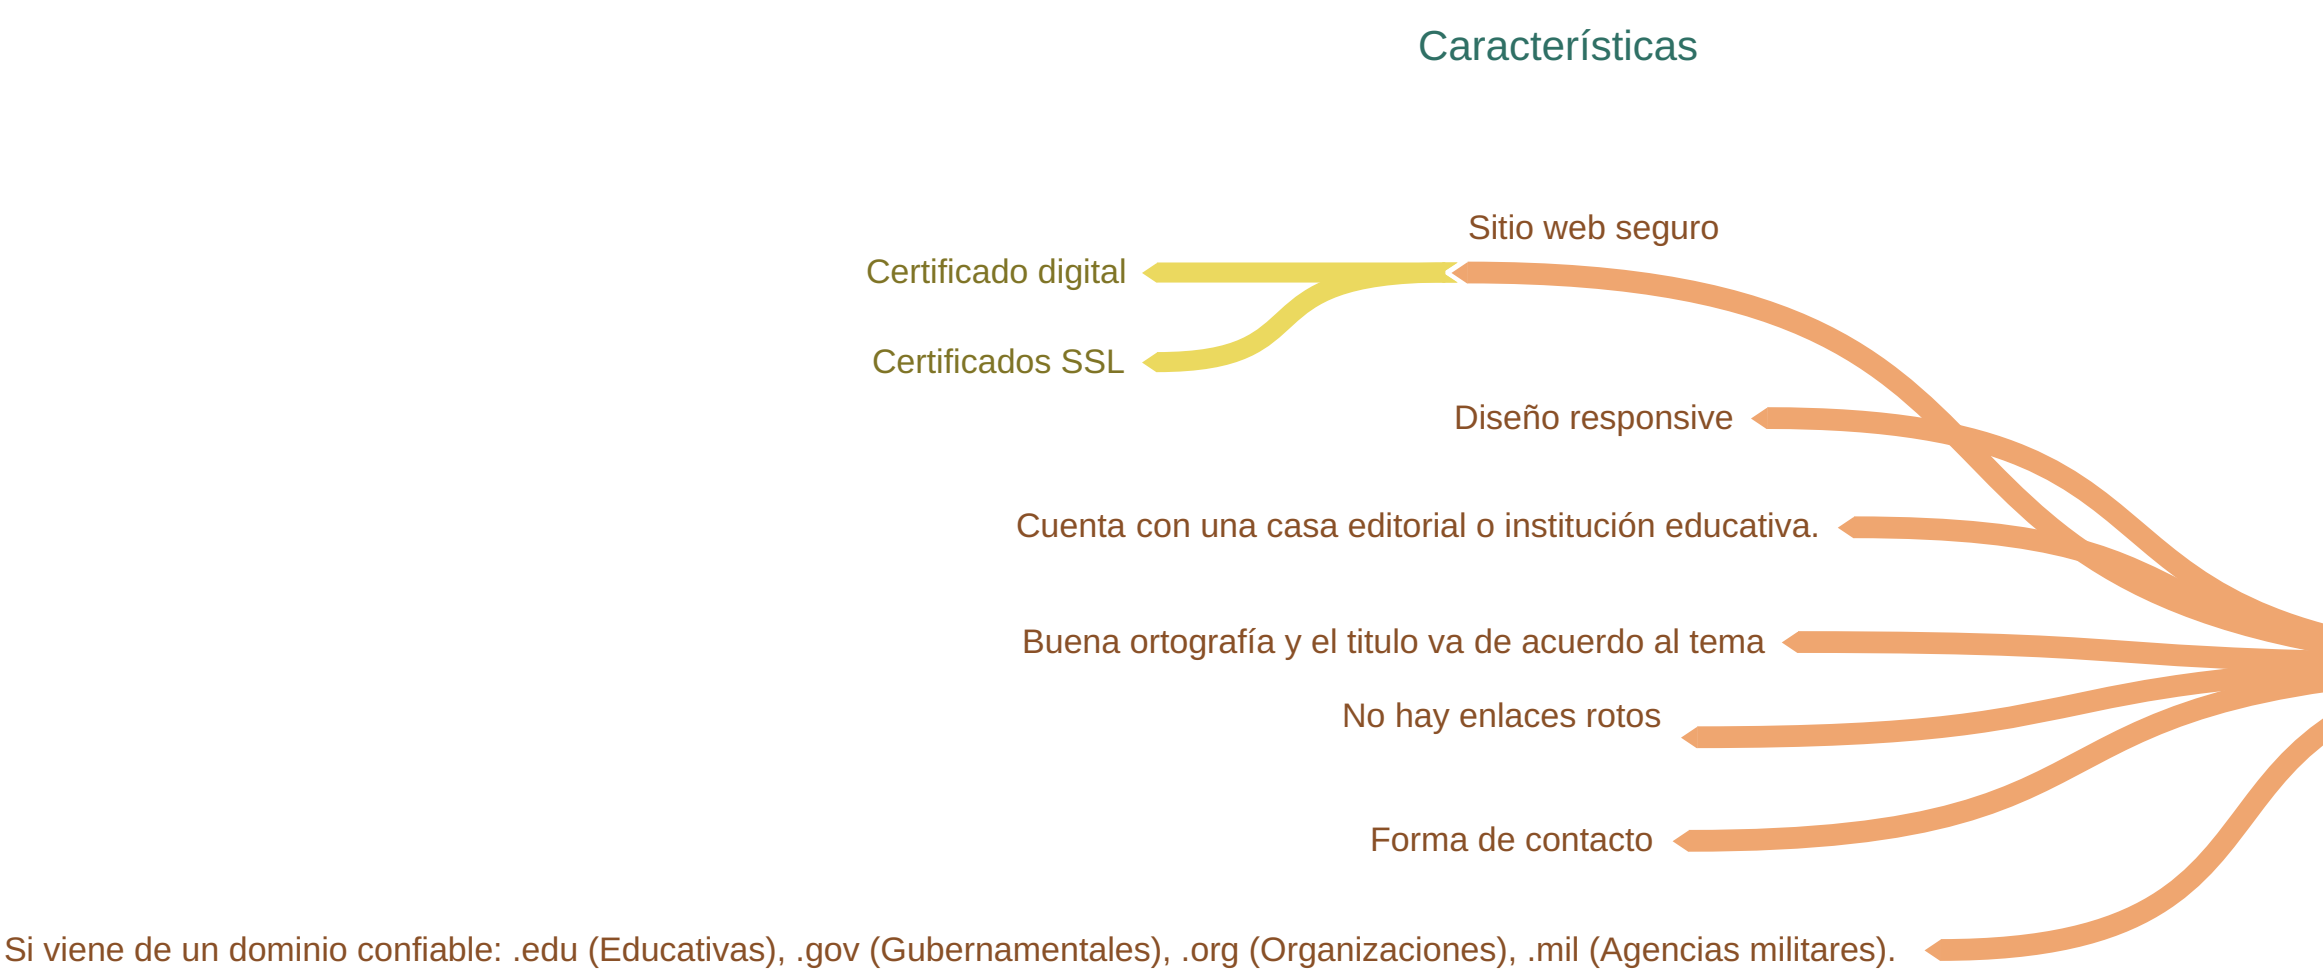 Características
Sitio web seguro
Certificado digital
Certificados SSL
Diseño responsive
Cuenta con una casa editorial o institución educativa.
Buena ortografía y el titulo va de acuerdo al tema
No hay enlaces rotos
Forma de contacto
Si viene de un dominio confiable: .edu (Educativas), .gov (Gubernamentales), .org (Organizaciones), .mil (Agencias militares).